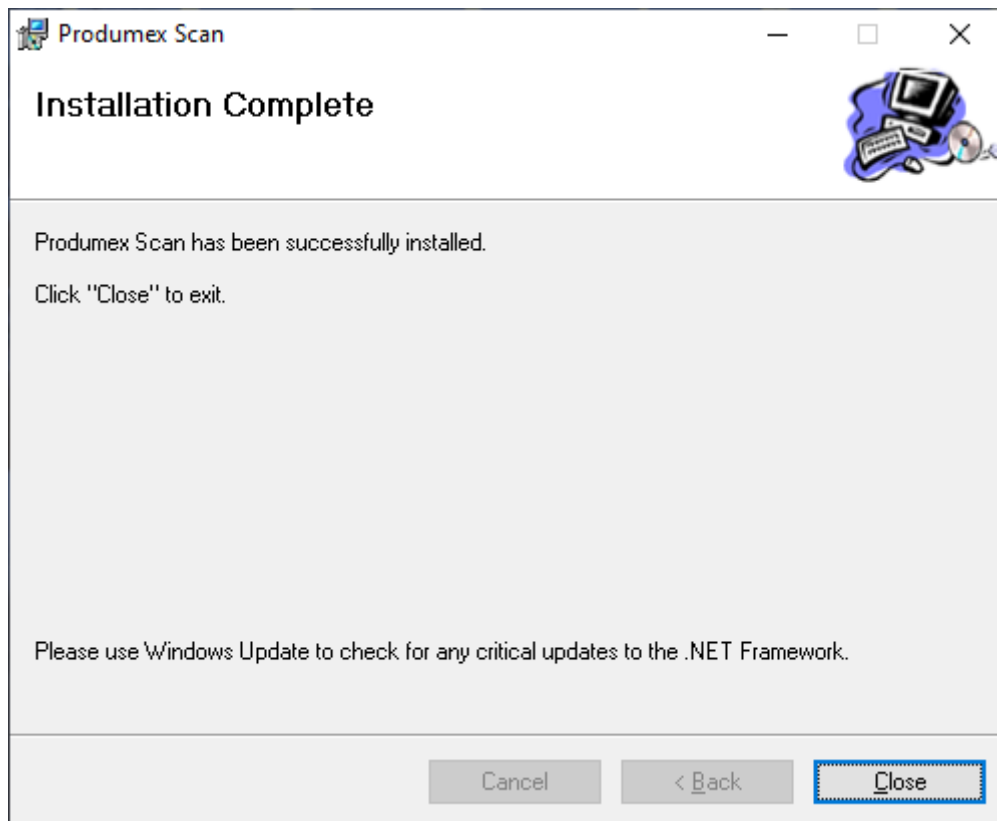 Produmex Scan
Installation Complete
Produmex Scan has been successfully installed.
Click "Close" to exit.
Please use Windows Update to check for any critical updates to the .NET Framework.
Cancel
< Back
Close